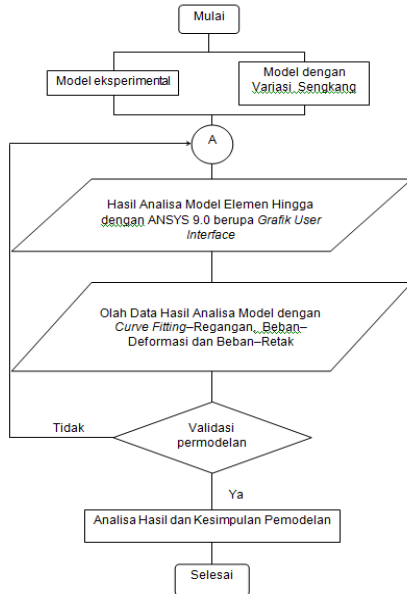 Mulai
Model eksperimental
Model dengan
Variasi Sengkang
A
Hasil Analisa Model Elemen Hingga
dengan ANSYS 9.0 berupa Grafik User
Interface
Olah Data Hasil Analisa Model dengan
Curve Fitting–Regangan, Beban–
Deformasi dan Beban–Retak
Tidak
Validasi
permodelan
Ya
Analisa Hasil dan Kesimpulan Pemodelan
Selesai